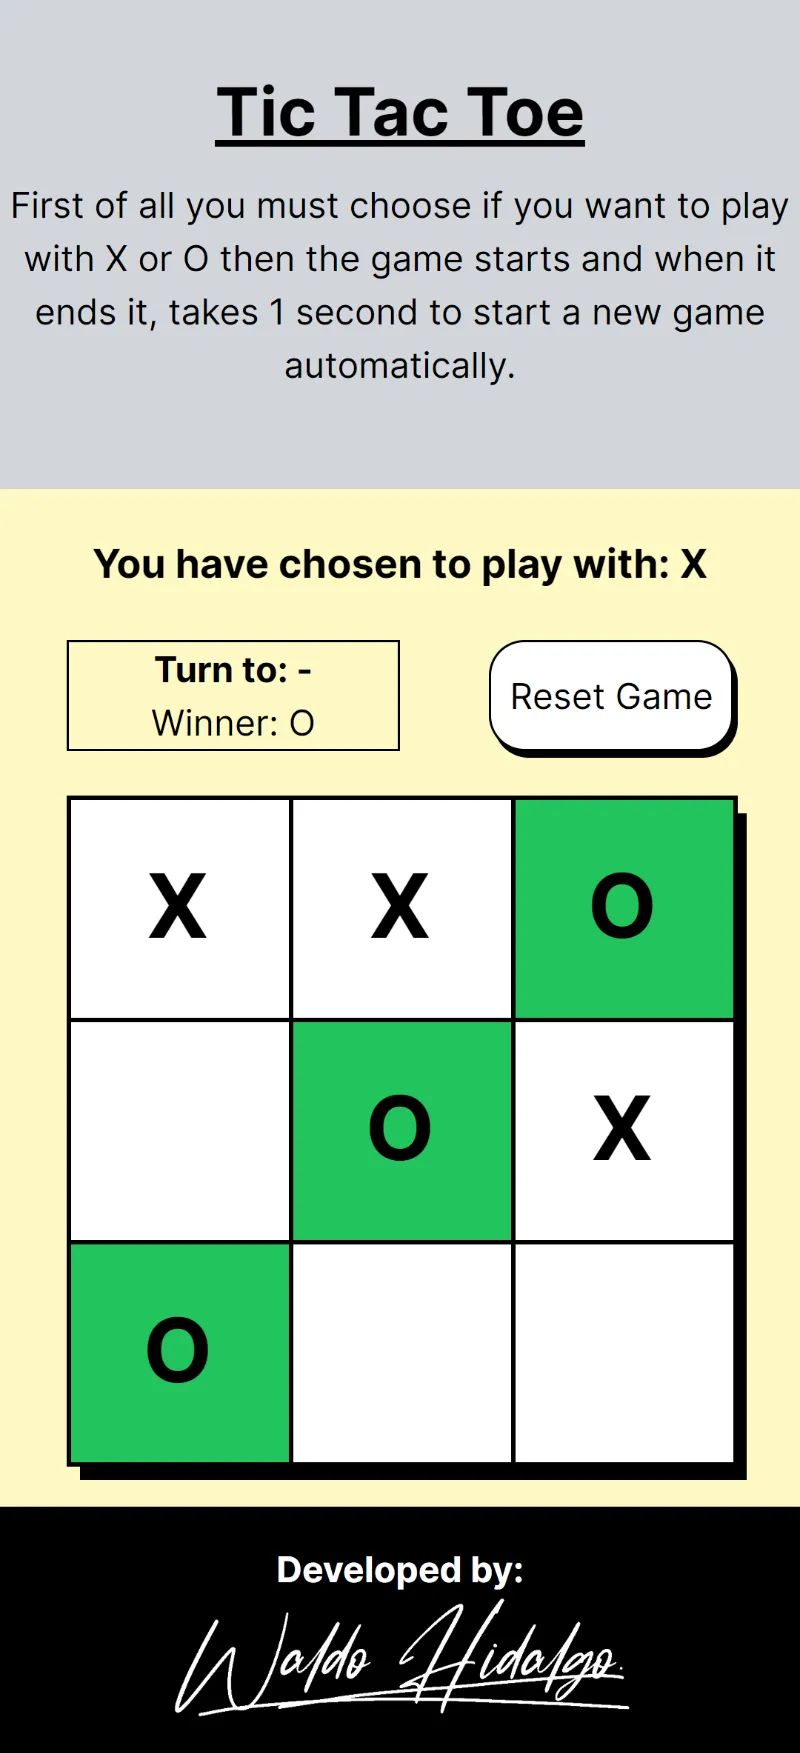 Tic Tac Toe
First of all you must choose if you want to play
with X or O then the game starts and when it
ends it, takes 1 second to start a new game
automatically.
You have chosen to play with: X
Turn to: -
Winner: O
Reset Game
X X O
O X
O
Developed by:
Waldo Hidalgo.